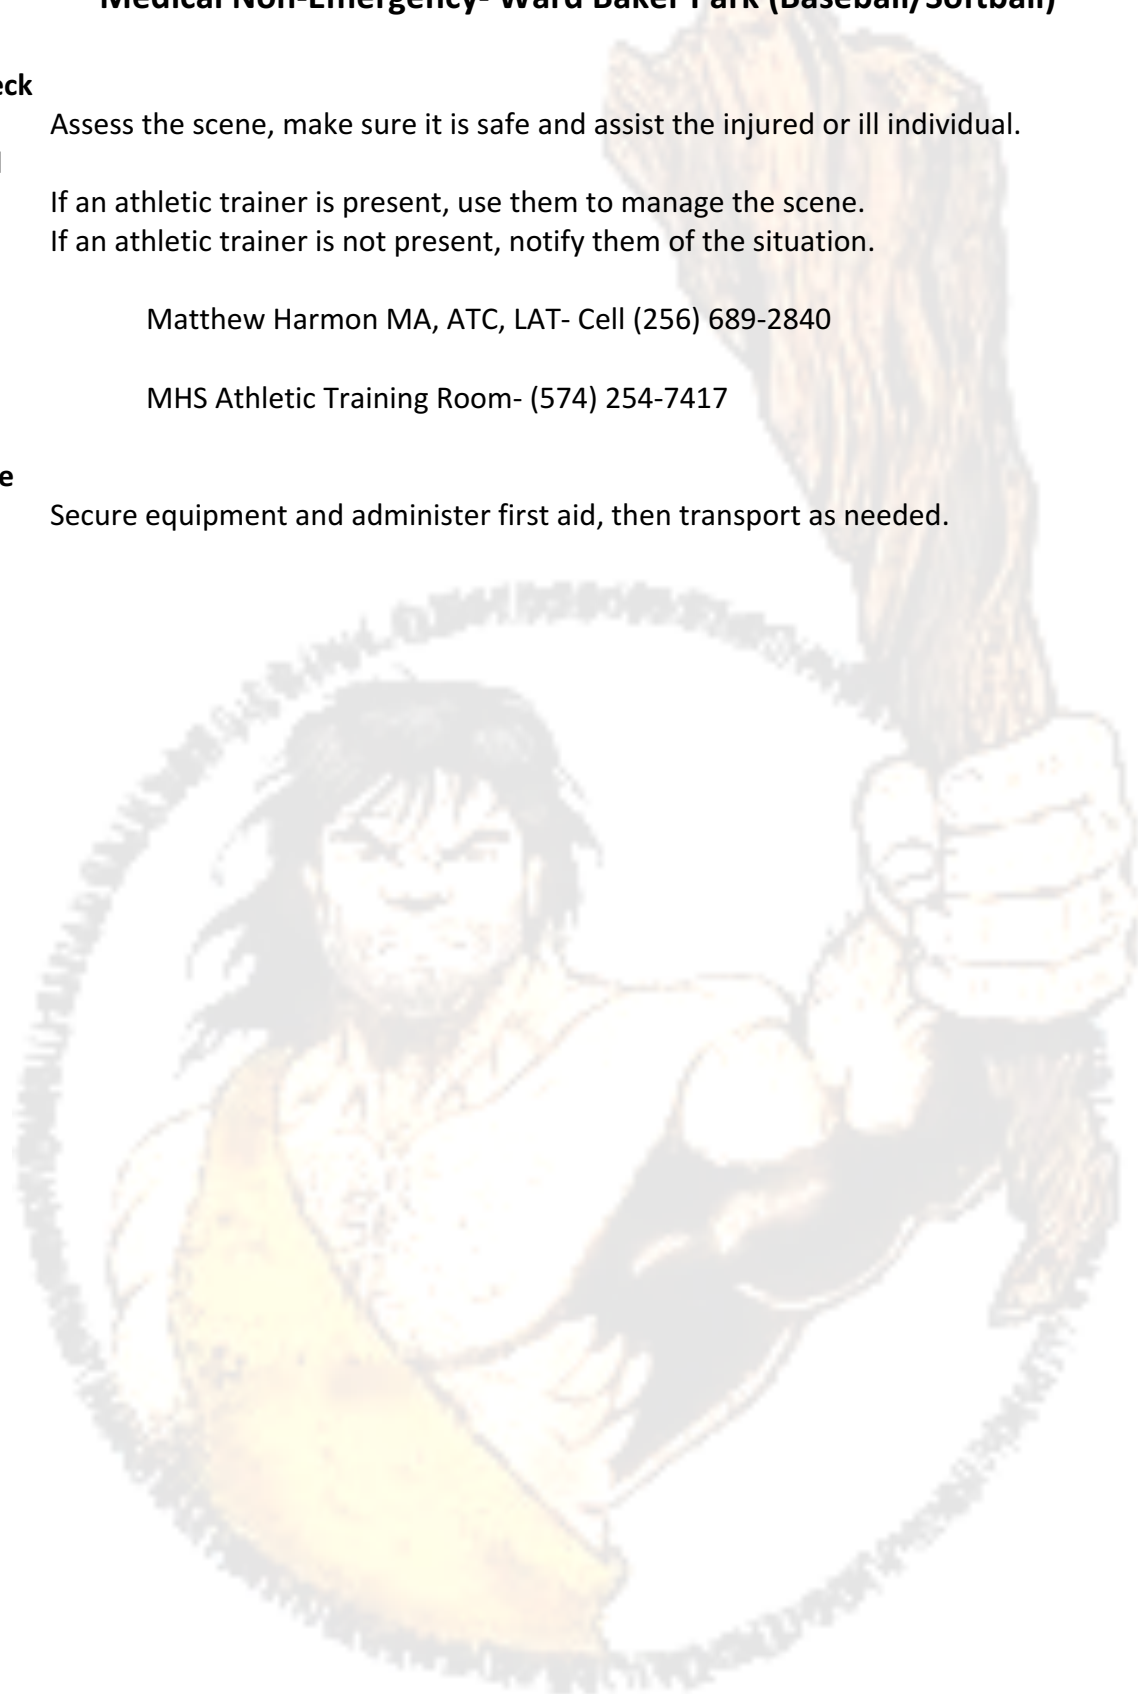 Medical Non-Emergency- Ward Baker Park (Baseball/Softball)
eck
Assess the scene, make sure it is safe and assist the injured or ill individual.
l
If an athletic trainer is present, use them to manage the scene.
If an athletic trainer is not present, notify them of the situation.
Matthew Harmon MA, ATC, LAT- Cell (256) 689-2840
MHS Athletic Training Room- (574) 254-7417
e
Secure equipment and administer first aid, then transport as needed.